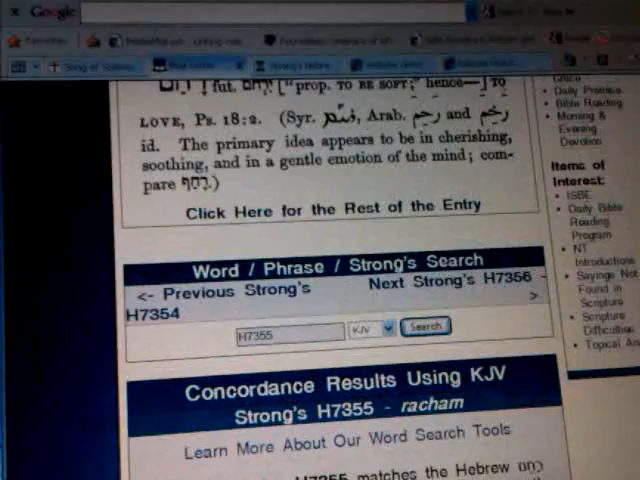 Google
fut. ["prop. TO BE SOFT;" hence—] TO
LOVE, Ps. 18:2. (Syr. Arab. رحم and رخم
id. The primary idea appears to be in cherishing,
soothing, and in a gentle emotion of the mind; com-
pare רָחַף.)
Click Here for the Rest of the Entry
Word / Phrase / Strong's Search
<- Previous Strong's
H7354
Next Strong's H7356 -
>
H7355 KJV Search
Concordance Results Using KJV
Strong's H7355 - racham
Learn More About Our Word Search Tools
H7355 matches the Hebrew רחם
Daily Promise
Bible Reading
Morning &
Evening
Devotion
Items of
Interest:
ISBE
Daily Bible
Reading
Program
NT
Introductions
Sayings Not
Found in
Scripture
Scripture
Difficulties
Topical